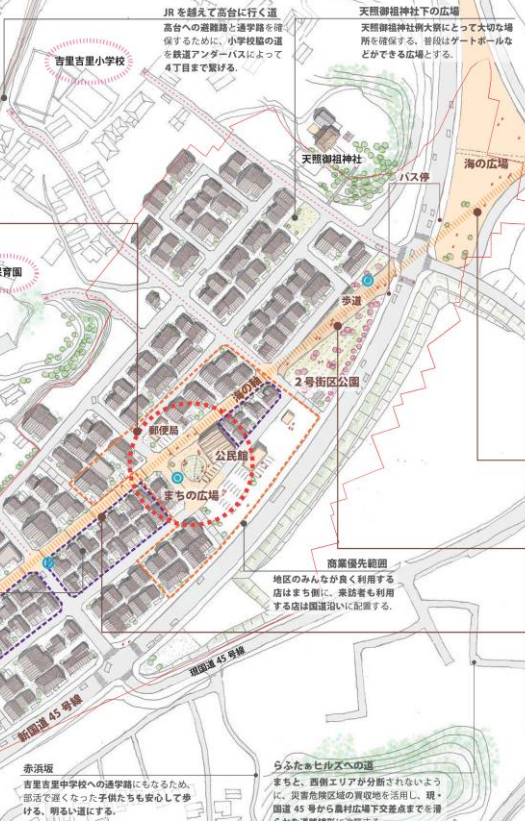 JR を越えて高台に行く道
高台への避難路と通学路を確
保するために、小学校脇の道
を鉄道アンダーパスによって
4丁目まで繋げる.
天照御祖神社下の広場
天照御祖神社例大祭にとって大切な場
所を確保する、普段はゲートボールな
どができる広場とする.
吉里吉里小学校
天照御祖神社
海の広場
バス停
育園
歩道
2号街区公園
海の軸
郵便局
公民館
まちの広場
商業優先範囲
地区のみんなが良く利用する
店はまち側に、来訪者も利用
する店は国道沿いに配置する.
現国道 45 号線
新国道 45 号線
赤浜坂
吉里吉里中学校への通学路にもなるため、
部活で遅くなった子供たちも安心して歩
ける、明るい道にする.
らふたぁヒルズへの道
まちと、西側エリアが分断されないよう
に、災害危険区域の買収地を活用し、現・
国道 45 号から農村広場下交差点までを滑